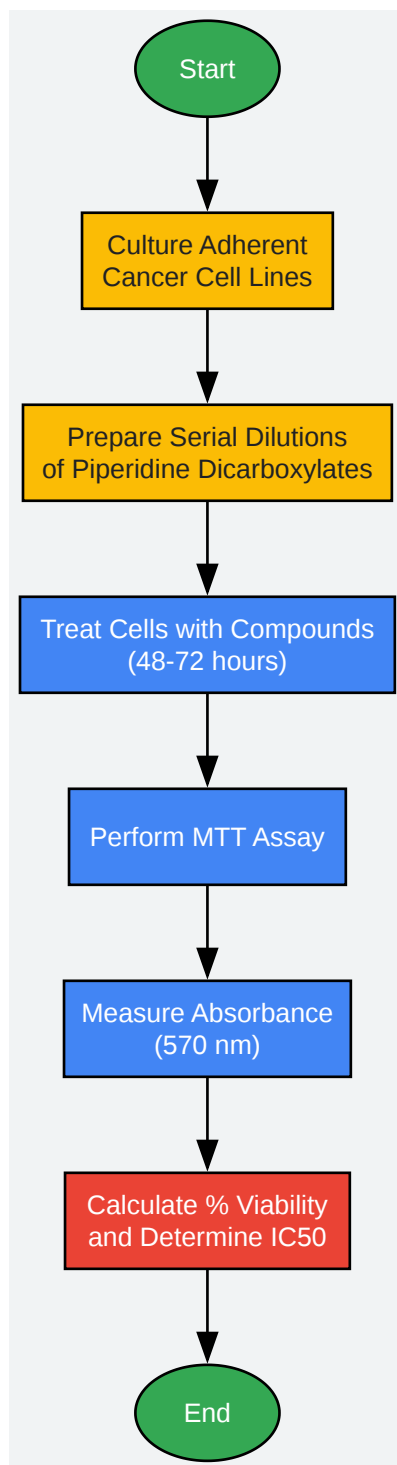 Start
Culture Adherent
Cancer Cell Lines
Prepare Serial Dilutions
of Piperidine Dicarboxylates
Treat Cells with Compounds
(48-72 hours)
Perform MTT Assay
Measure Absorbance
(570 nm)
Calculate % Viability
and Determine IC50
End